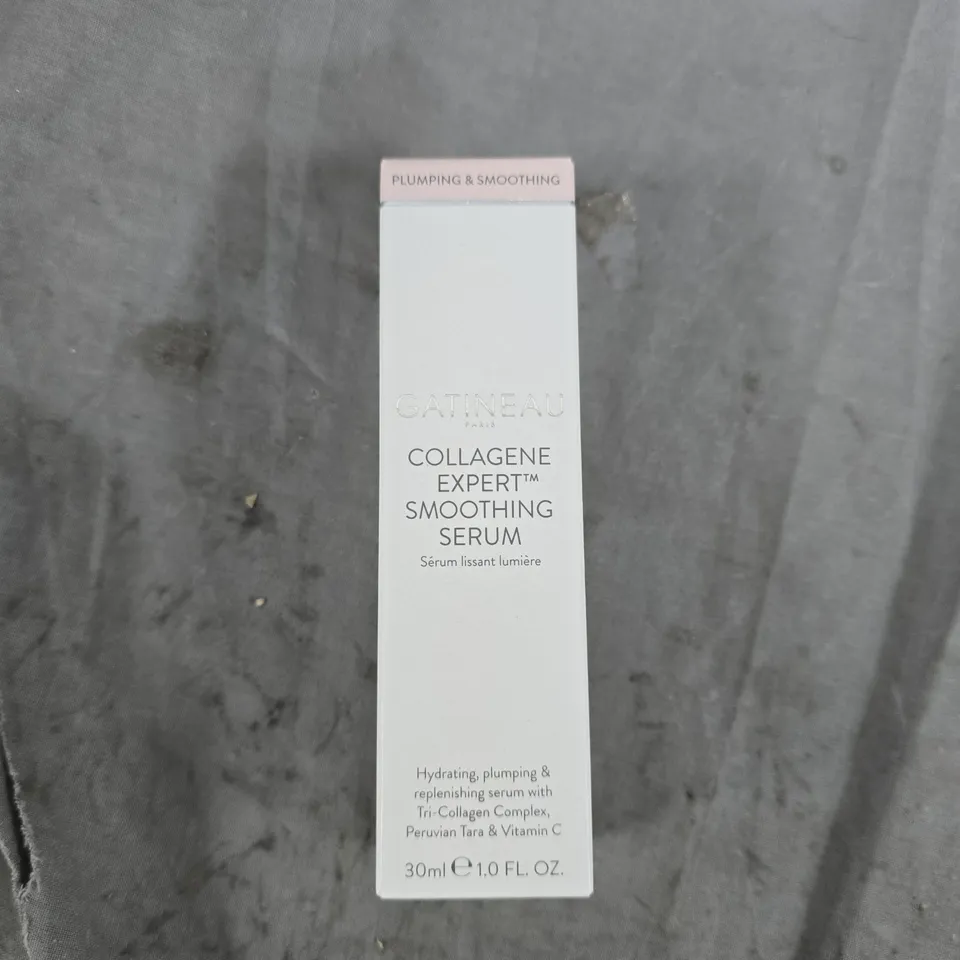 PLUMPING & SMOOTHING
GATINEAU
PARIS
COLLAGENE
EXPERT™
SMOOTHING
SERUM
Sérum lissant lumière
Hydrating, plumping &
replenishing serum with
Tri-Collagen Complex,
Peruvian Tara & Vitamin C
30ml ℮ 1.0 FL. OZ.